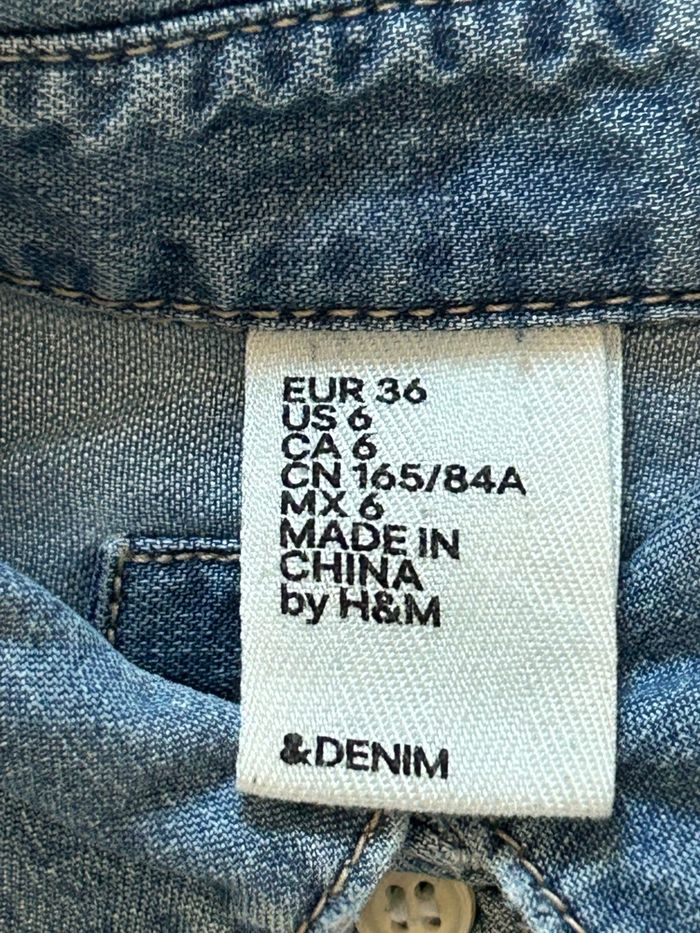 EUR 36
US 6
CA 6
CN 165/84A
MX 6
MADE IN
CHINA
by H&M
&DENIM